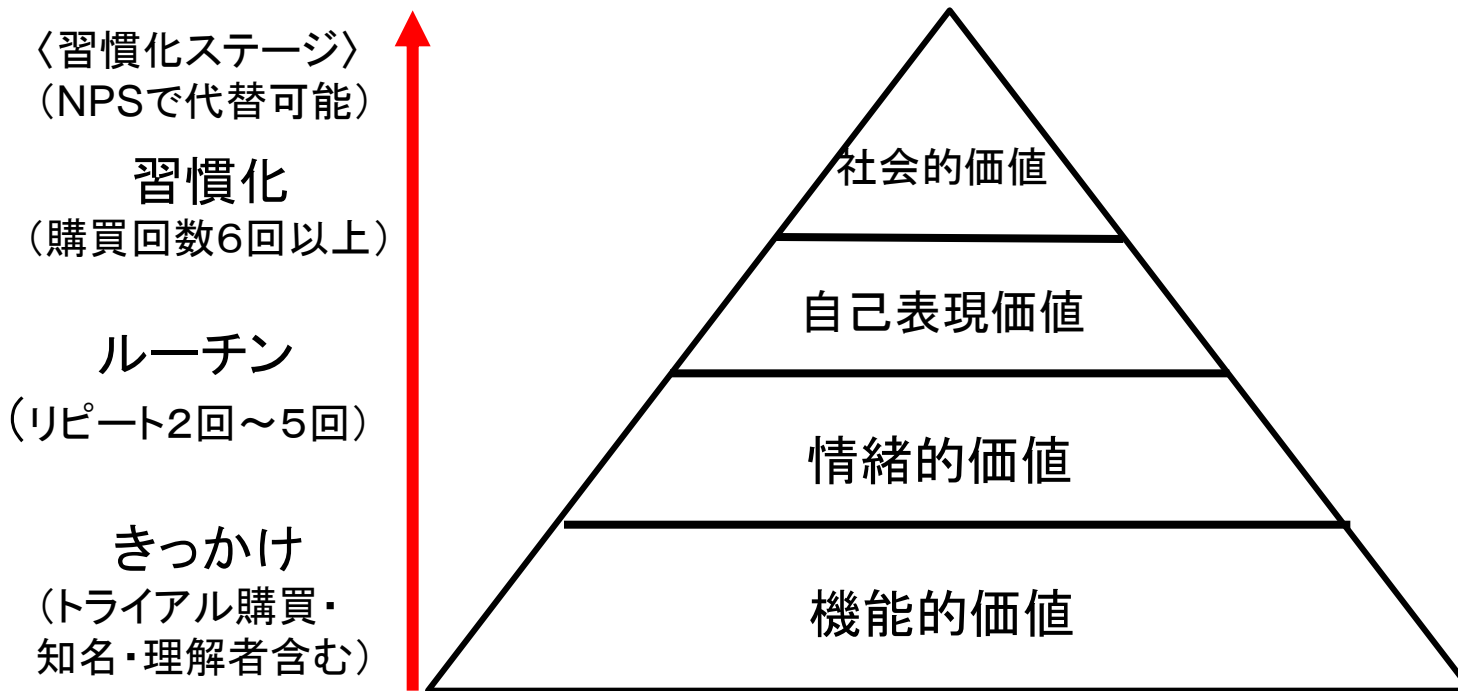 〈習慣化ステージ〉
（NPSで代替可能）
習慣化
（購買回数６回以上）
ルーチン
（リピート２回～５回）
きっかけ
（トライアル購買・
知名・理解者含む）
社会的価値
自己表現価値
情緒的価値
機能的価値